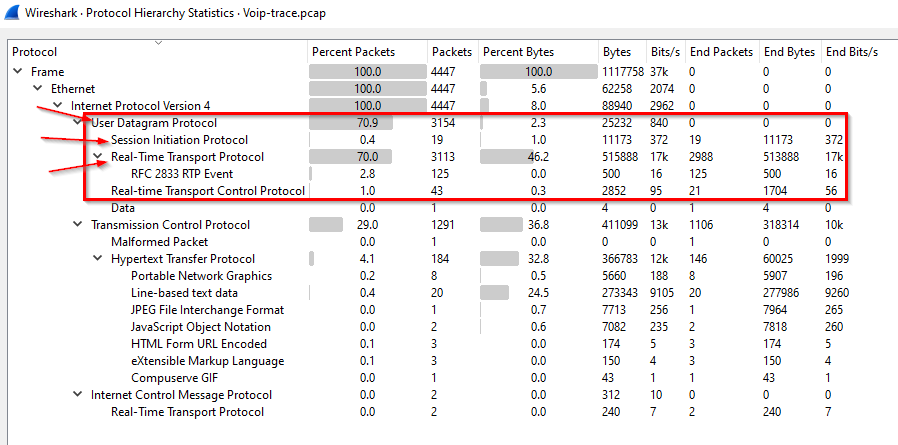 Wireshark · Protocol Hierarchy Statistics · Voip-trace.pcap
Protocol Percent Packets Packets Percent Bytes Bytes Bits/s End Packets End Bytes End Bits/s
Frame 100.0 4447 100.0 1117758 37k 0 0 0
Ethernet 100.0 4447 5.6 62258 2074 0 0 0
Internet Protocol Version 4 100.0 4447 8.0 88940 2962 0 0 0
User Datagram Protocol 70.9 3154 2.3 25232 840 0 0 0
Session Initiation Protocol 0.4 19 1.0 11173 372 19 11173 372
Real-Time Transport Protocol 70.0 3113 46.2 515888 17k 2988 513888 17k
RFC 2833 RTP Event 2.8 125 0.0 500 16 125 500 16
Real-time Transport Control Protocol 1.0 43 0.3 2852 95 21 1704 56
Data 0.0 1 0.0 4 0 1 4 0
Transmission Control Protocol 29.0 1291 36.8 411099 13k 1106 318314 10k
Malformed Packet 0.0 1 0.0 0 0 1 0 0
Hypertext Transfer Protocol 4.1 184 32.8 366783 12k 146 60025 1999
Portable Network Graphics 0.2 8 0.5 5660 188 8 5907 196
Line-based text data 0.4 20 24.5 273343 9105 20 277986 9260
JPEG File Interchange Format 0.0 1 0.7 7713 256 1 7964 265
JavaScript Object Notation 0.0 2 0.6 7082 235 2 7818 260
HTML Form URL Encoded 0.1 3 0.0 174 5 3 174 5
eXtensible Markup Language 0.1 3 0.0 150 4 3 150 4
Compuserve GIF 0.0 1 0.0 43 1 1 43 1
Internet Control Message Protocol 0.0 2 0.0 312 10 0 0 0
Real-Time Transport Protocol 0.0 2 0.0 240 7 2 240 7